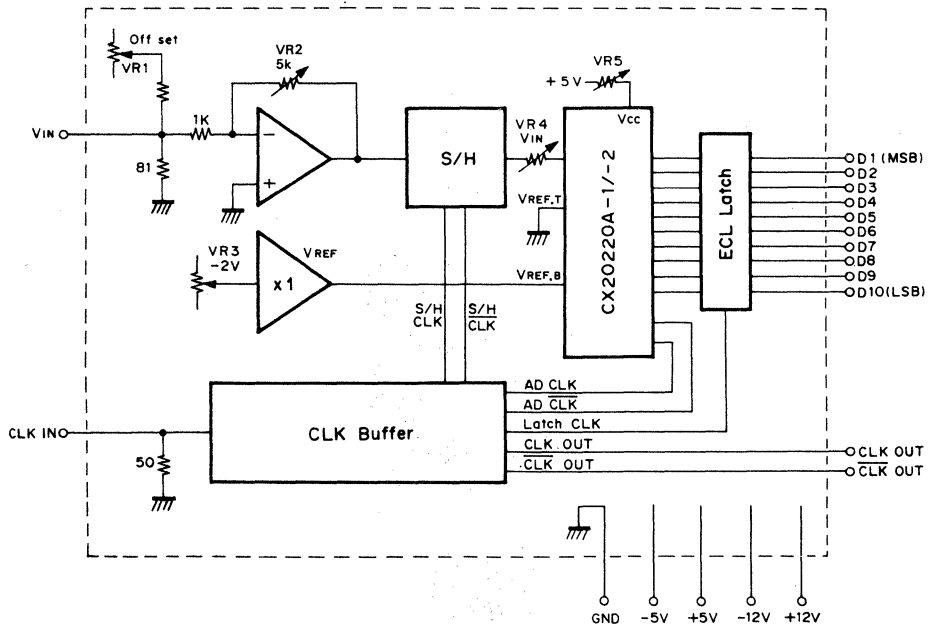 Off set
VR1
VR2
5k
VR5
+5V
Vcc
VIN
1K
−
+
81
S/H
VR4
VIN
VREF,T
CX20220A-1/-2
ECL Latch
D1 (MSB)
D2
D3
D4
D5
D6
D7
D8
D9
D10(LSB)
VR3
-2V
VREF
x1
VREF,B
S/H
CLK
S/H
CLK
CLK IN
50
CLK Buffer
AD CLK
AD CLK
Latch CLK
CLK OUT
CLK OUT
CLK OUT
CLK OUT
GND
-5V
+5V
-12V
+12V